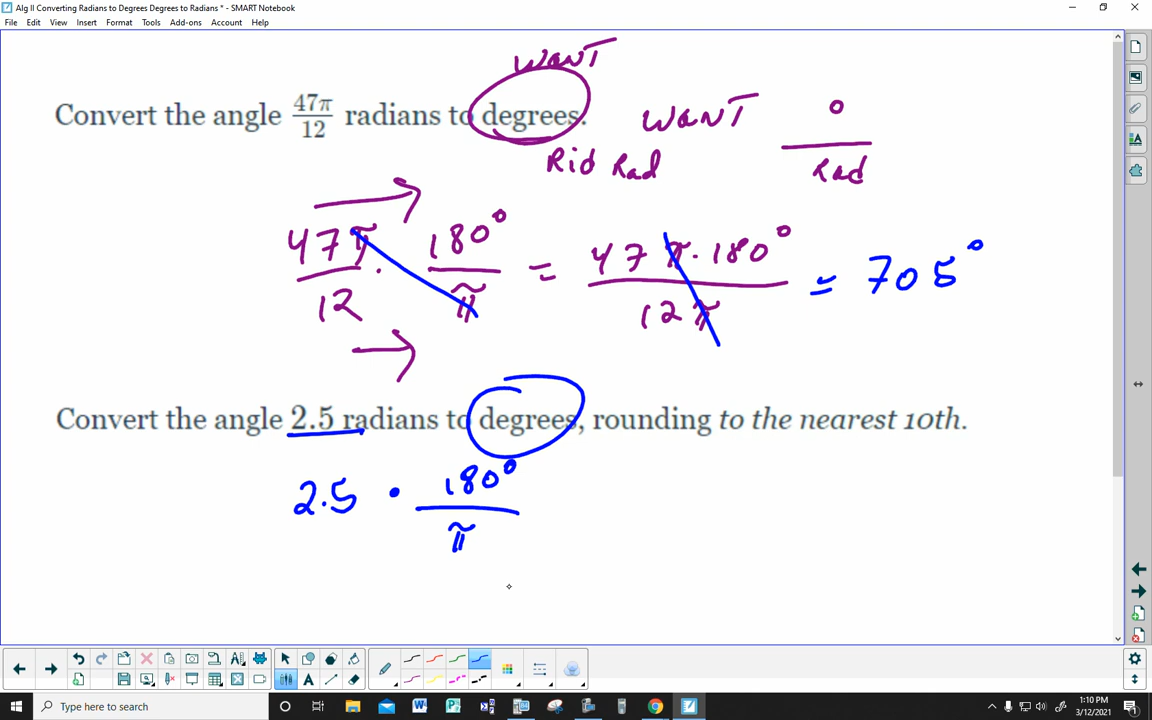 Alg II Converting Radians to Degrees Degrees to Radians * - SMART Notebook
File Edit View Insert Format Tools Add-ons Account Help
WANT
Convert the angle 47π/12 radians to degrees.
WANT °/Rad
Rid Rad
47π/12 · 180°/π = 47π·180°/12π = 705°
Convert the angle 2.5 radians to degrees, rounding to the nearest 10th.
2.5 · 180°/π
Type here to search
1:10 PM
3/12/2021